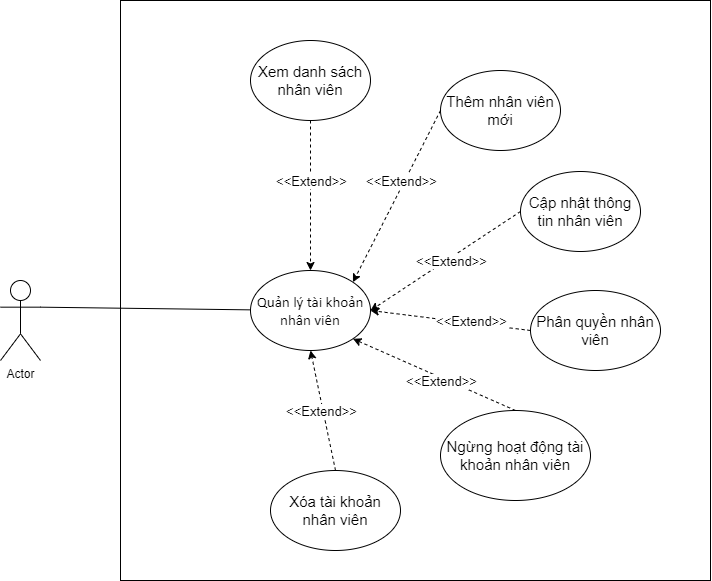 Xem danh sách
nhân viên
Thêm nhân viên
mới
<<Extend>>
<<Extend>>
Cập nhật thông
tin nhân viên
<<Extend>>
Quản lý tài khoản
nhân viên
<<Extend>>
Phân quyền nhân
viên
Actor
<<Extend>>
<<Extend>>
Ngừng hoạt động tài
khoản nhân viên
Xóa tài khoản
nhân viên